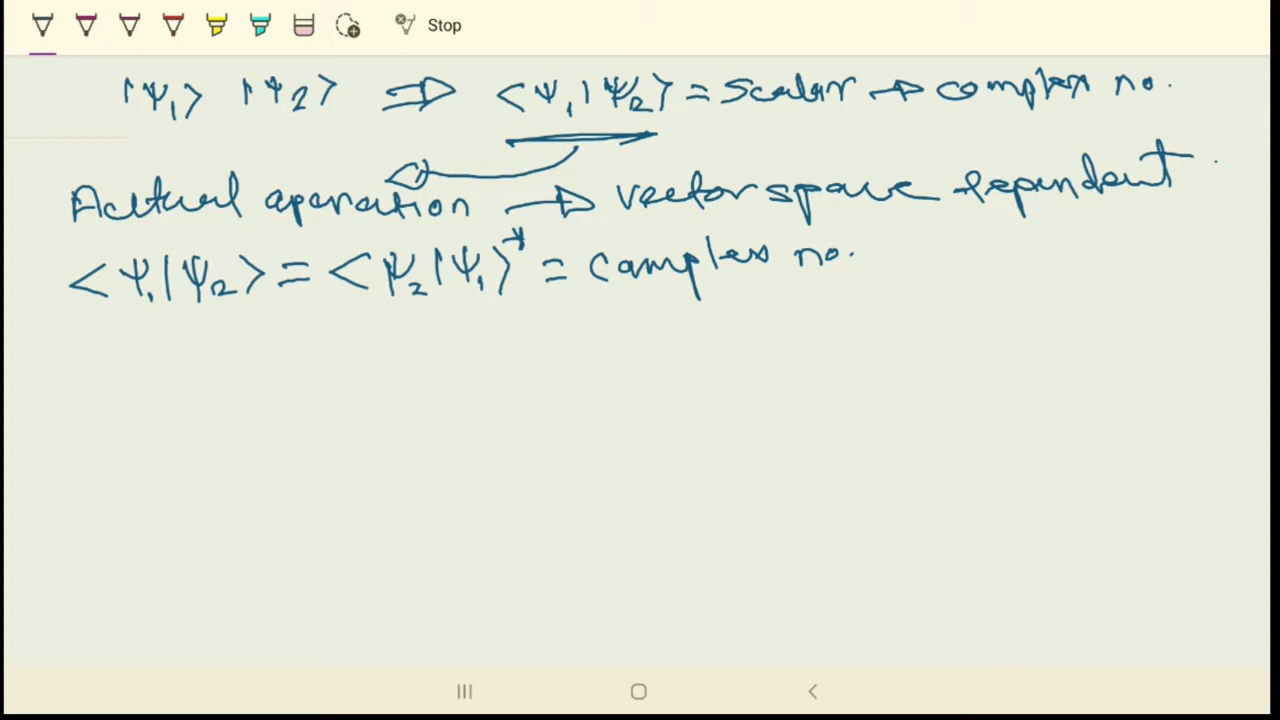 Stop
|Ψ₁⟩ |Ψ₂⟩ ⇒ ⟨Ψ₁|Ψ₂⟩ = scalar → complex no.
Actual operation → vector space dependent
⟨Ψ₁|Ψ₂⟩ = ⟨Ψ₂|Ψ₁⟩* = complex no.